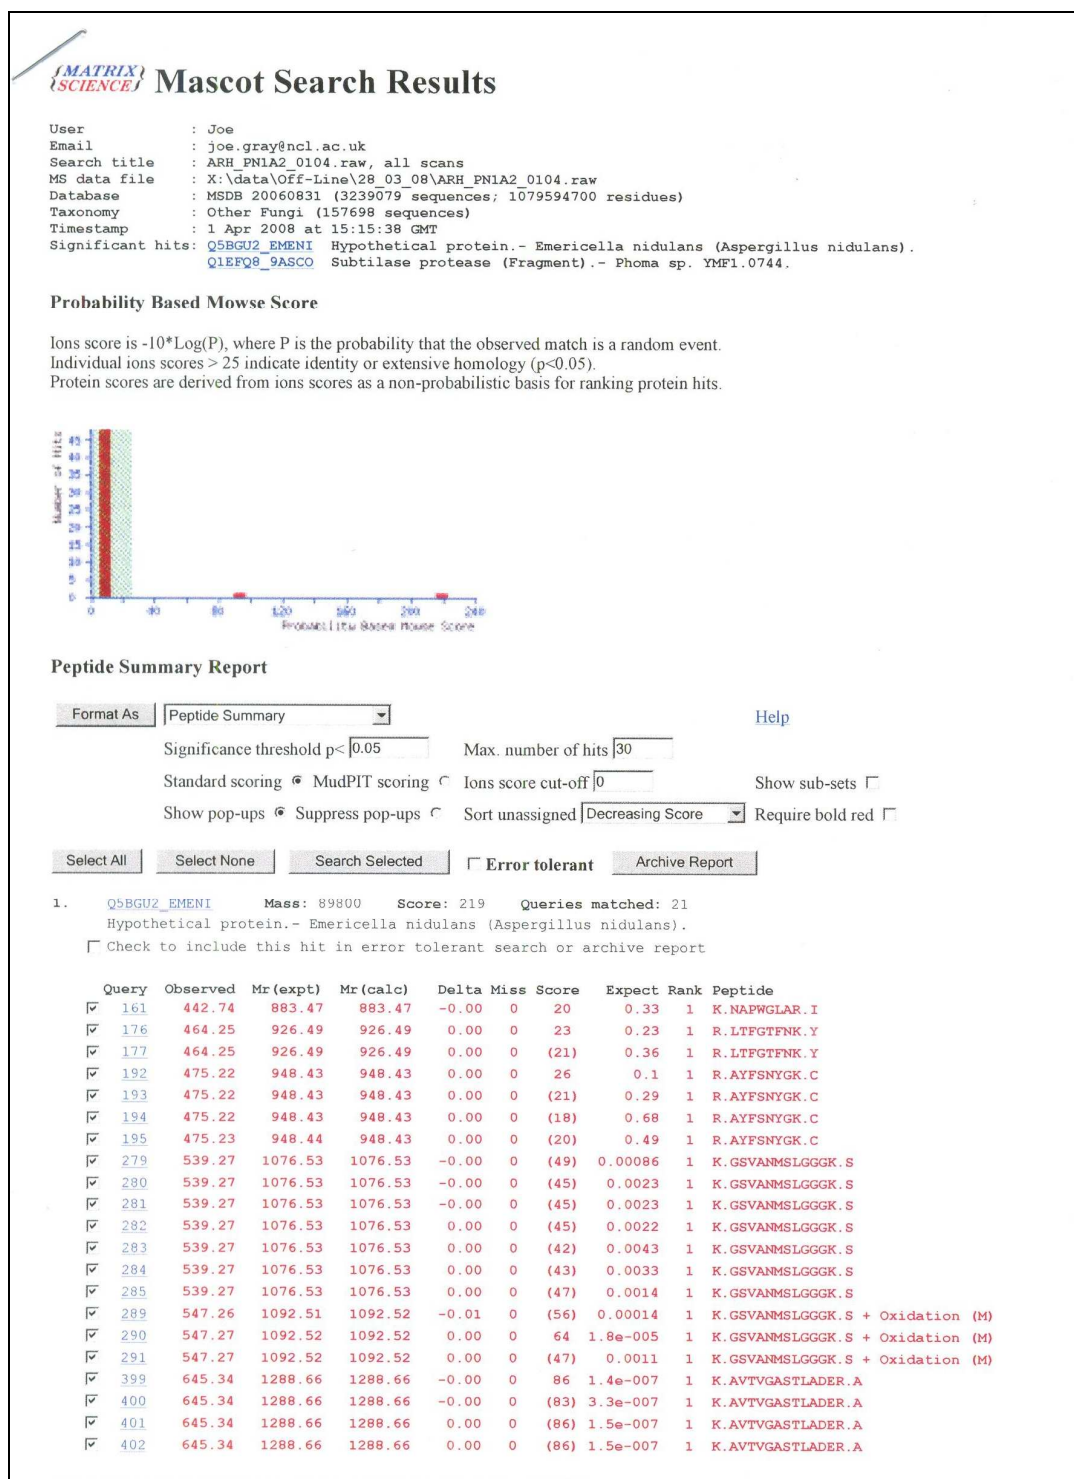 {MATRIX}
{SCIENCE} Mascot Search Results
User : Joe
Email : joe.gray@ncl.ac.uk
Search title : ARH_PN1A2_0104.raw, all scans
MS data file : X:\data\Off-Line\28_03_08\ARH_PN1A2_0104.raw
Database : MSDB 20060831 (3239079 sequences; 1079594700 residues)
Taxonomy : Other Fungi (157698 sequences)
Timestamp : 1 Apr 2008 at 15:15:38 GMT
Significant hits: Q5BGU2_EMENI Hypothetical protein.- Emericella nidulans (Aspergillus nidulans).
Q1EFQ8_9ASCO Subtilase protease (Fragment).- Phoma sp. YMF1.0744.
Probability Based Mowse Score
Ions score is -10*Log(P), where P is the probability that the observed match is a random event.
Individual ions scores > 25 indicate identity or extensive homology (p<0.05).
Protein scores are derived from ions scores as a non-probabilistic basis for ranking protein hits.
Number of Hits
45
40
35
30
25
20
15
10
5
0
0 40 80 120 160 200 240
Probability Based Mowse Score
Peptide Summary Report
Format As Peptide Summary Help
Significance threshold p< 0.05 Max. number of hits 30
Standard scoring MudPIT scoring Ions score cut-off 0 Show sub-sets
Show pop-ups Suppress pop-ups Sort unassigned Decreasing Score Require bold red
Select All Select None Search Selected Error tolerant Archive Report
1. Q5BGU2_EMENI Mass: 89800 Score: 219 Queries matched: 21
Hypothetical protein.- Emericella nidulans (Aspergillus nidulans).
Check to include this hit in error tolerant search or archive report
Query Observed Mr(expt) Mr(calc) Delta Miss Score Expect Rank Peptide
161 442.74 883.47 883.47 -0.00 0 20 0.33 1 K.NAPWGLAR.I
176 464.25 926.49 926.49 0.00 0 23 0.23 1 R.LTFGTFNK.Y
177 464.25 926.49 926.49 0.00 0 (21) 0.36 1 R.LTFGTFNK.Y
192 475.22 948.43 948.43 0.00 0 26 0.1 1 R.AYFSNYGK.C
193 475.22 948.43 948.43 0.00 0 (21) 0.29 1 R.AYFSNYGK.C
194 475.22 948.43 948.43 0.00 0 (18) 0.68 1 R.AYFSNYGK.C
195 475.23 948.44 948.43 0.00 0 (20) 0.49 1 R.AYFSNYGK.C
279 539.27 1076.53 1076.53 -0.00 0 (49) 0.00086 1 K.GSVANMSLGGGK.S
280 539.27 1076.53 1076.53 -0.00 0 (45) 0.0023 1 K.GSVANMSLGGGK.S
281 539.27 1076.53 1076.53 -0.00 0 (45) 0.0023 1 K.GSVANMSLGGGK.S
282 539.27 1076.53 1076.53 0.00 0 (45) 0.0022 1 K.GSVANMSLGGGK.S
283 539.27 1076.53 1076.53 0.00 0 (42) 0.0043 1 K.GSVANMSLGGGK.S
284 539.27 1076.53 1076.53 0.00 0 (43) 0.0033 1 K.GSVANMSLGGGK.S
285 539.27 1076.53 1076.53 0.00 0 (47) 0.0014 1 K.GSVANMSLGGGK.S
289 547.26 1092.51 1092.52 -0.01 0 (56) 0.00014 1 K.GSVANMSLGGGK.S + Oxidation (M)
290 547.27 1092.52 1092.52 0.00 0 64 1.8e-005 1 K.GSVANMSLGGGK.S + Oxidation (M)
291 547.27 1092.52 1092.52 0.00 0 (47) 0.0011 1 K.GSVANMSLGGGK.S + Oxidation (M)
399 645.34 1288.66 1288.66 -0.00 0 86 1.4e-007 1 K.AVTVGASTLADER.A
400 645.34 1288.66 1288.66 -0.00 0 (83) 3.3e-007 1 K.AVTVGASTLADER.A
401 645.34 1288.66 1288.66 0.00 0 (86) 1.5e-007 1 K.AVTVGASTLADER.A
402 645.34 1288.66 1288.66 0.00 0 (86) 1.5e-007 1 K.AVTVGASTLADER.A